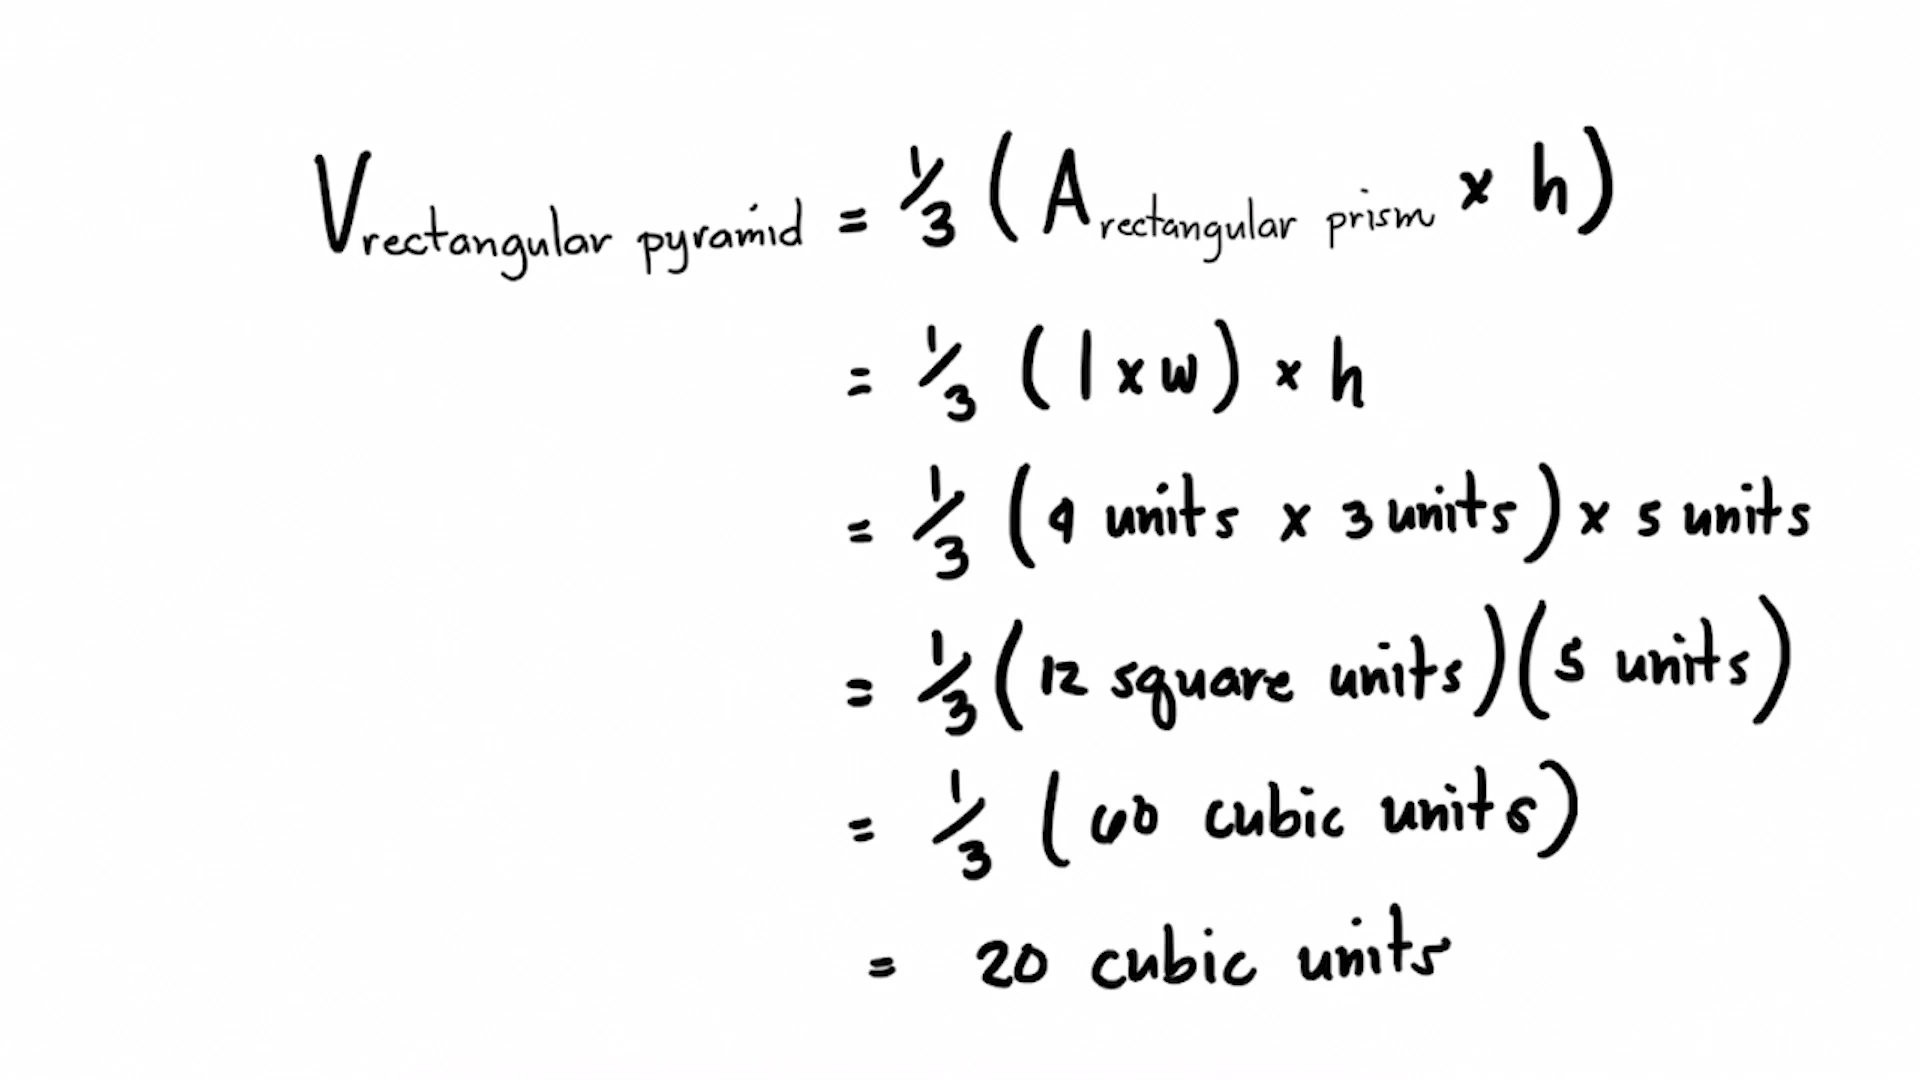 V rectangular pyramid = 1/3 (A rectangular prism x h)
= 1/3 (l x w) x h
= 1/3 (4 units x 3 units) x 5 units
= 1/3 (12 square units)(5 units)
= 1/3 (60 cubic units)
= 20 cubic units